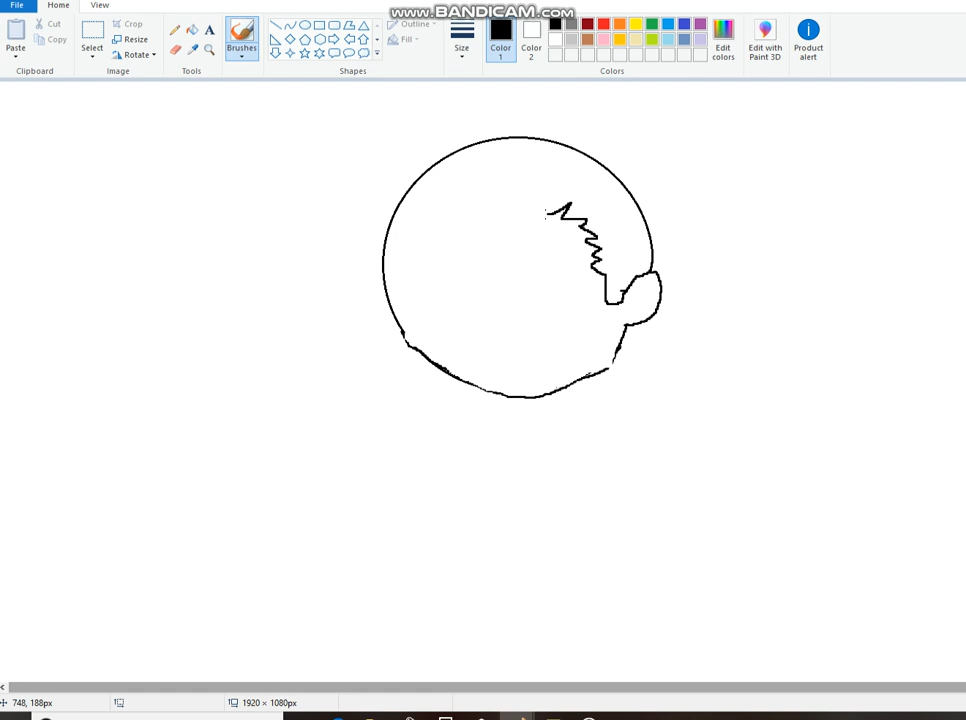 www.BANDICAM.com
File Home View
Paste
Cut
Copy
Clipboard
Select
Crop
Resize
Rotate
Image
Tools
Brushes
Shapes
Outline
Fill
Size
Color 1
Color 2
Edit colors
Colors
Edit with Paint 3D
Product alert
748, 188px
1920 × 1080px